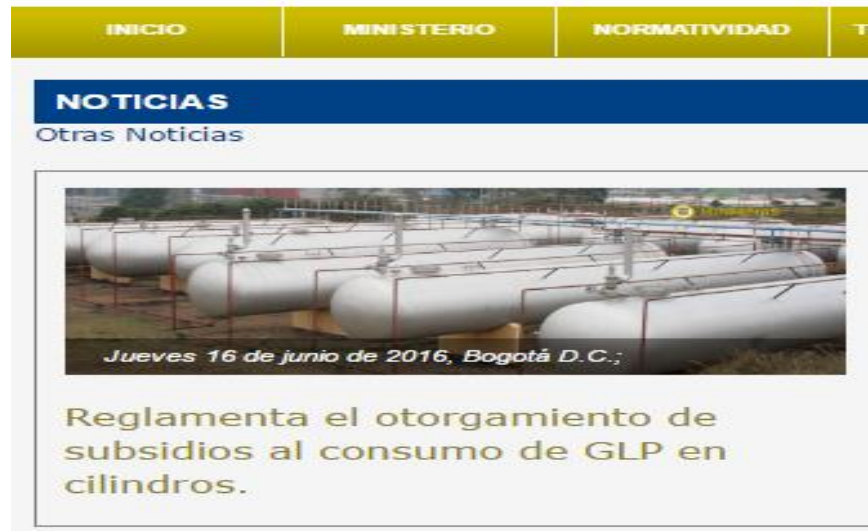 INICIO
MINISTERIO
NORMATIVIDAD
T
NOTICIAS
Otras Noticias
Jueves 16 de junio de 2016, Bogotá D.C.;
Reglamenta el otorgamiento de
subsidios al consumo de GLP en
cilindros.